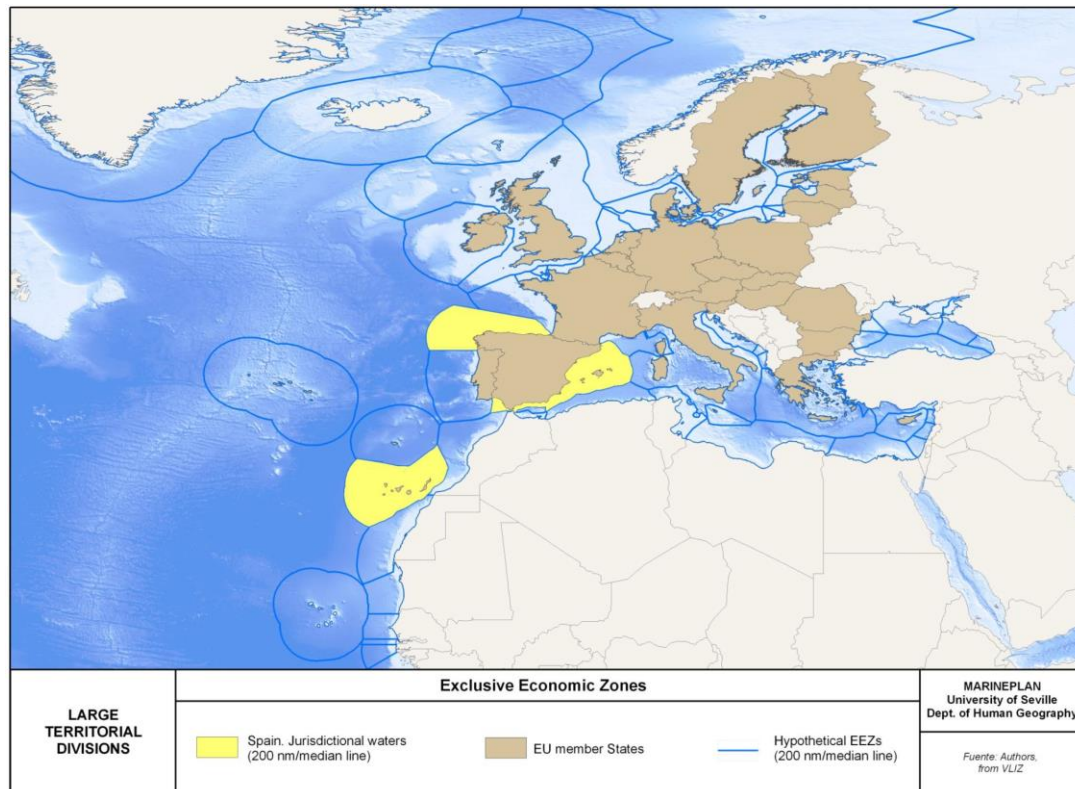 LARGE
TERRITORIAL
DIVISIONS
Exclusive Economic Zones
Spain. Jurisdictional waters
(200 nm/median line)
EU member States
Hypothetical EEZs
(200 nm/median line)
MARINEPLAN
University of Seville
Dept. of Human Geography
Fuente: Authors,
from VLIZ